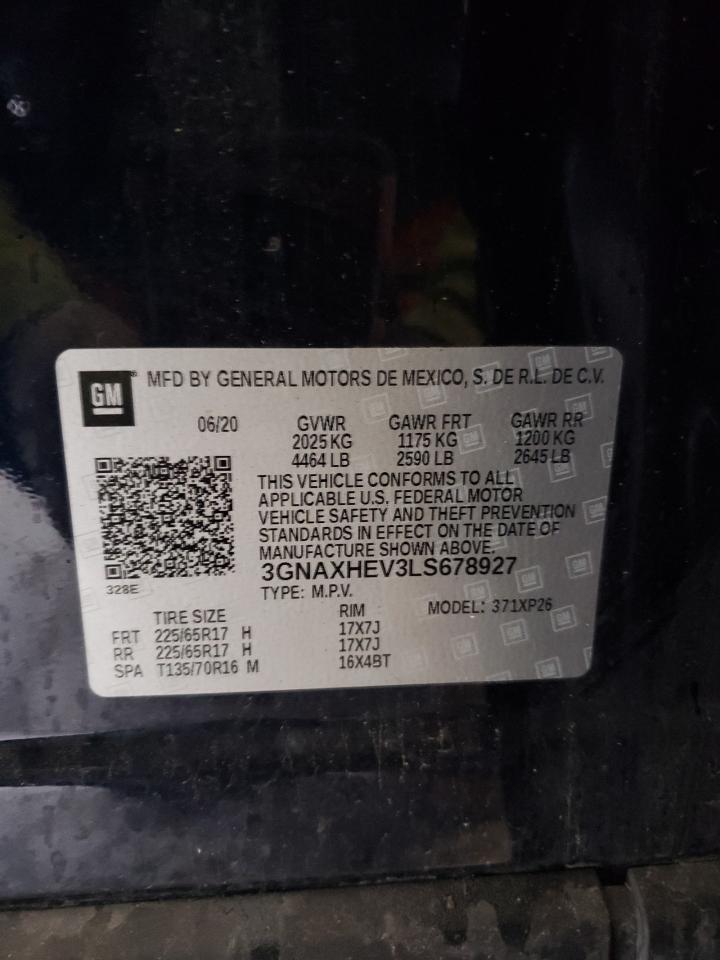 GM
MFD BY GENERAL MOTORS DE MEXICO, S. DE R.L. DE C.V.
06/20 GVWR GAWR FRT GAWR RR
2025 KG 1175 KG 1200 KG
4464 LB 2590 LB 2645 LB
THIS VEHICLE CONFORMS TO ALL
APPLICABLE U.S. FEDERAL MOTOR
VEHICLE SAFETY AND THEFT PREVENTION
STANDARDS IN EFFECT ON THE DATE OF
MANUFACTURE SHOWN ABOVE.
3GNAXHEV3LS678927
328E
TYPE: M.P.V.
TIRE SIZE RIM MODEL: 371XP26
FRT 225/65R17 H 17X7J
RR 225/65R17 H 17X7J
SPA T135/70R16 M 16X4BT